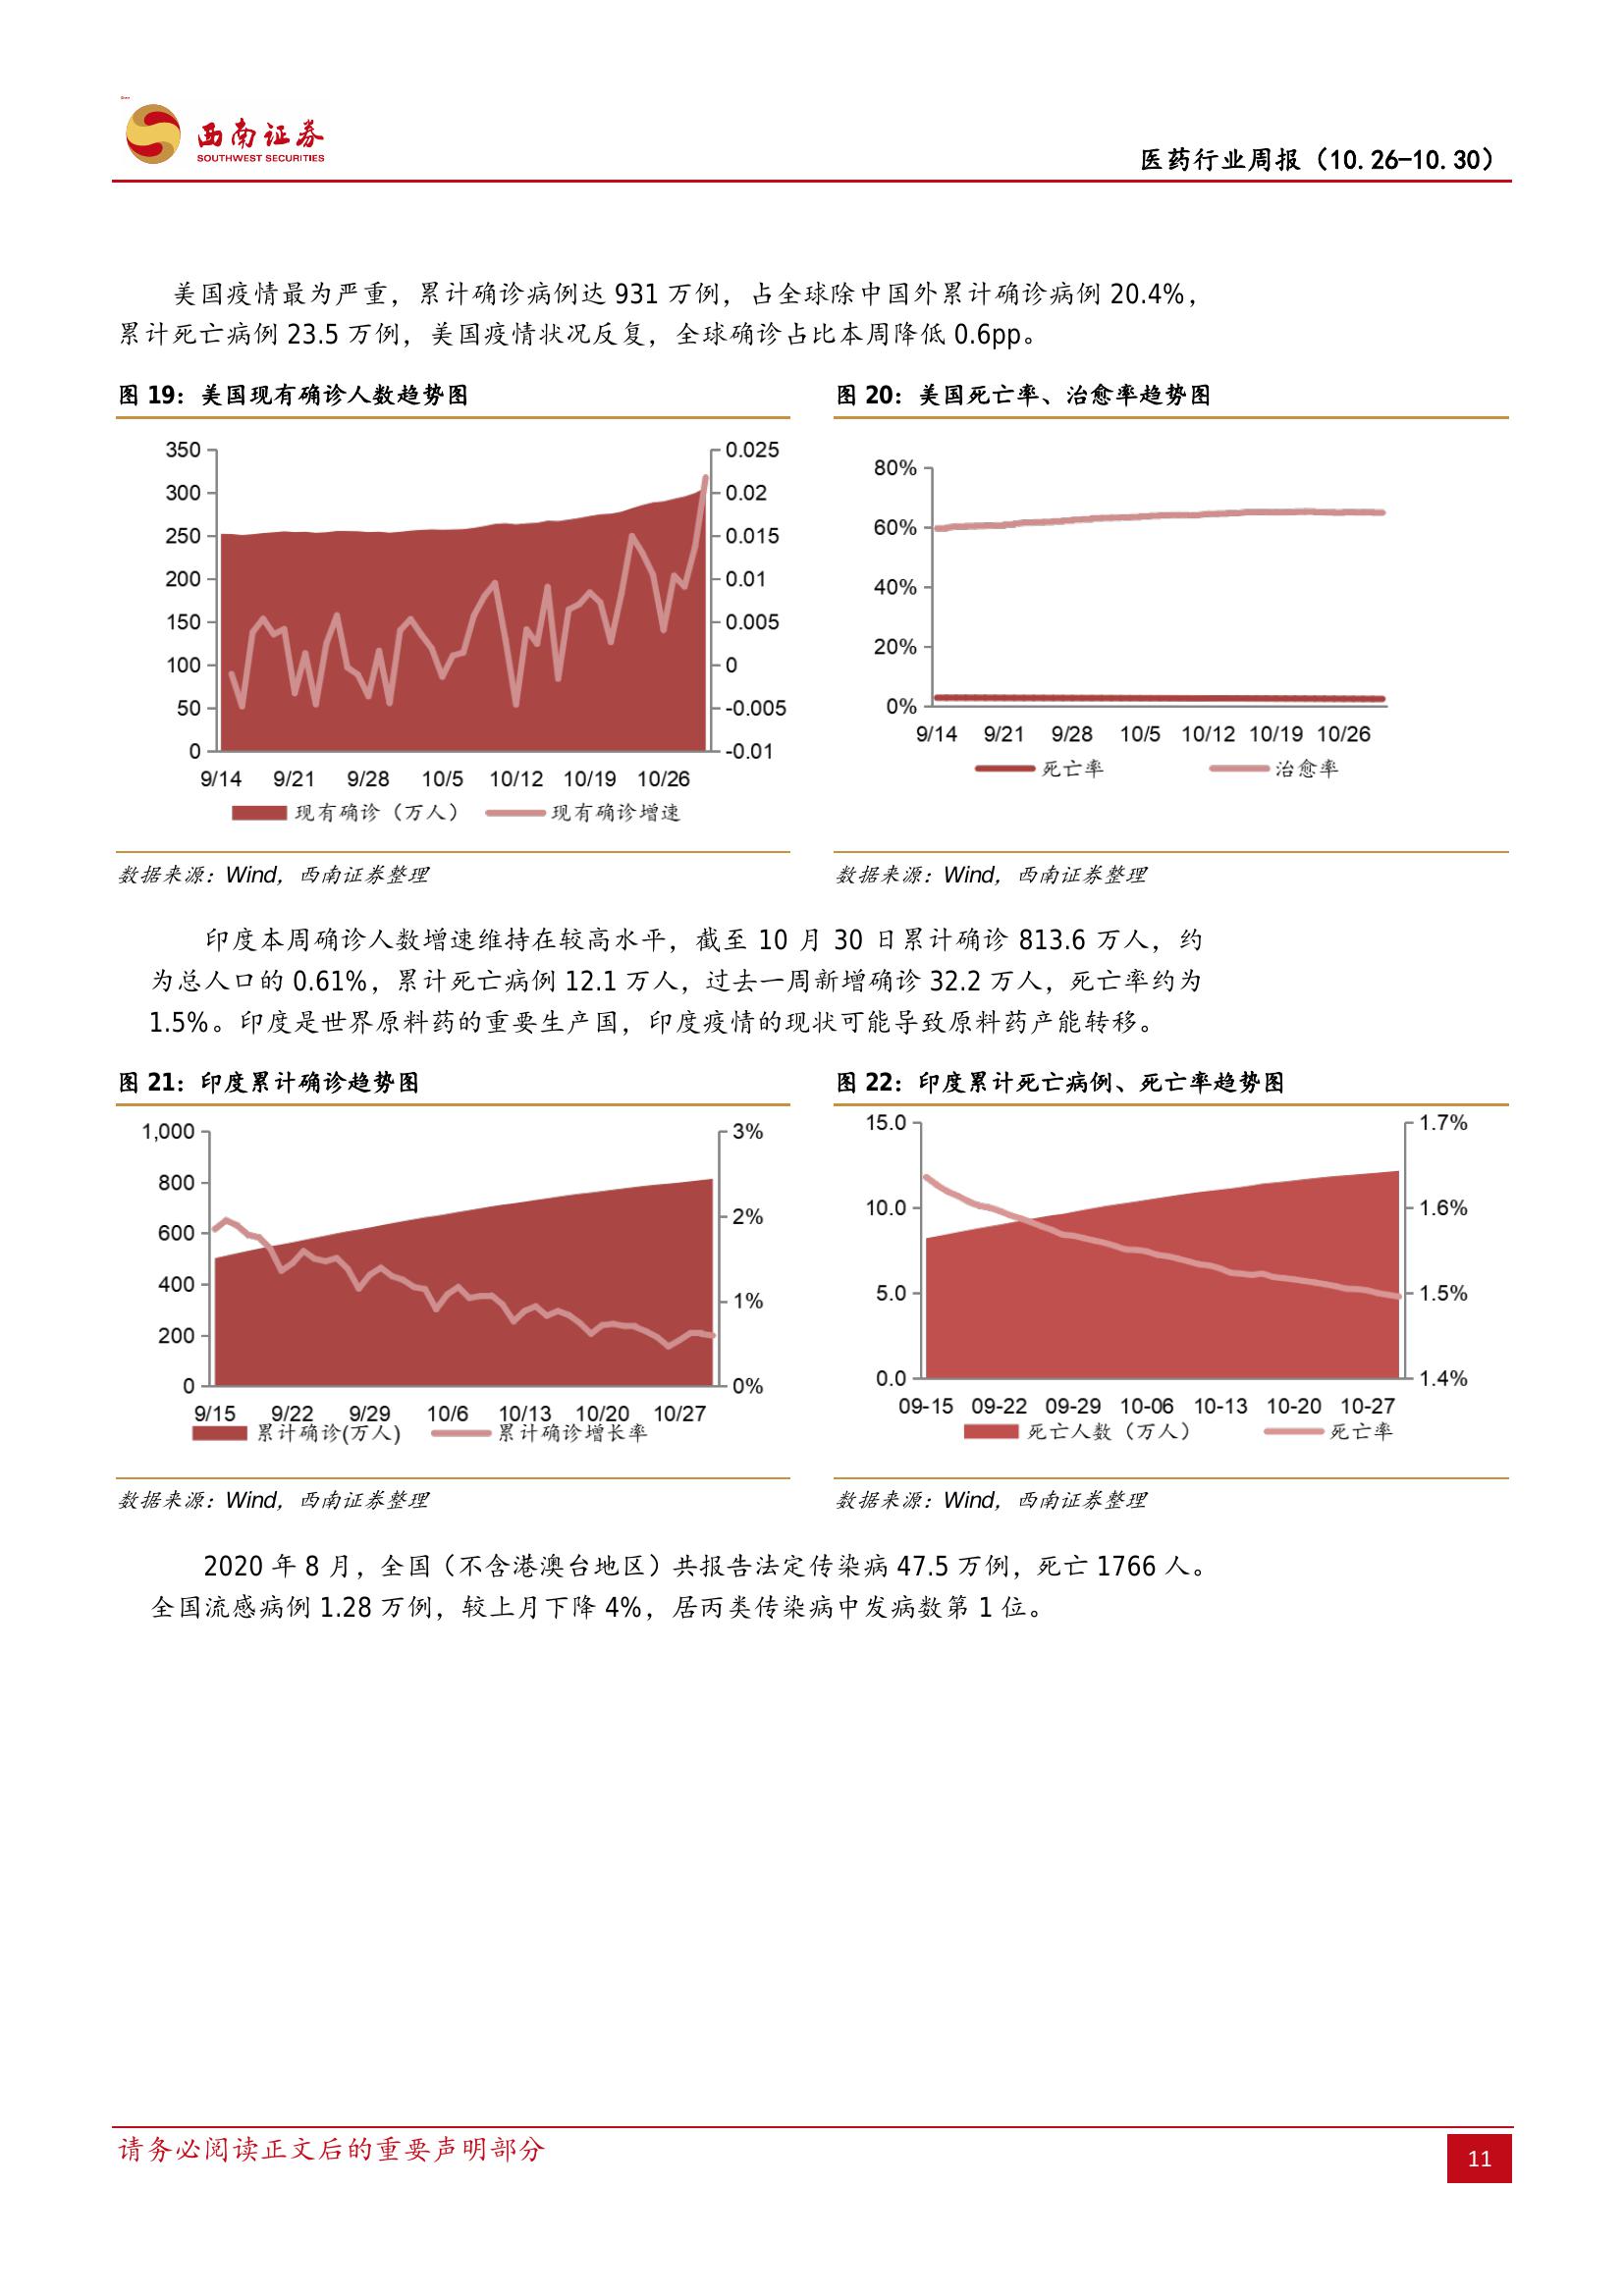 西南证券
SOUTHWEST SECURITIES
医药行业周报（10.26-10.30）
美国疫情最为严重，累计确诊病例达 931 万例，占全球除中国外累计确诊病例 20.4%，
累计死亡病例 23.5 万例，美国疫情状况反复，全球确诊占比本周降低 0.6pp。
图 19：美国现有确诊人数趋势图
350
300
250
200
150
100
50
0
0.025
0.02
0.015
0.01
0.005
0
-0.005
-0.01
9/14 9/21 9/28 10/5 10/12 10/19 10/26
现有确诊（万人） 现有确诊增速
数据来源：Wind，西南证券整理
图 20：美国死亡率、治愈率趋势图
80%
60%
40%
20%
0%
9/14 9/21 9/28 10/5 10/12 10/19 10/26
死亡率 治愈率
数据来源：Wind，西南证券整理
印度本周确诊人数增速维持在较高水平，截至 10 月 30 日累计确诊 813.6 万人，约
为总人口的 0.61%，累计死亡病例 12.1 万人，过去一周新增确诊 32.2 万人，死亡率约为
1.5%。印度是世界原料药的重要生产国，印度疫情的现状可能导致原料药产能转移。
图 21：印度累计确诊趋势图
1,000
800
600
400
200
0
3%
2%
1%
0%
9/15 9/22 9/29 10/6 10/13 10/20 10/27
累计确诊(万人) 累计确诊增长率
数据来源：Wind，西南证券整理
图 22：印度累计死亡病例、死亡率趋势图
15.0
10.0
5.0
0.0
1.7%
1.6%
1.5%
1.4%
09-15 09-22 09-29 10-06 10-13 10-20 10-27
死亡人数（万人） 死亡率
数据来源：Wind，西南证券整理
2020 年 8 月，全国（不含港澳台地区）共报告法定传染病 47.5 万例，死亡 1766 人。
全国流感病例 1.28 万例，较上月下降 4%，居丙类传染病中发病数第 1 位。
请务必阅读正文后的重要声明部分
11